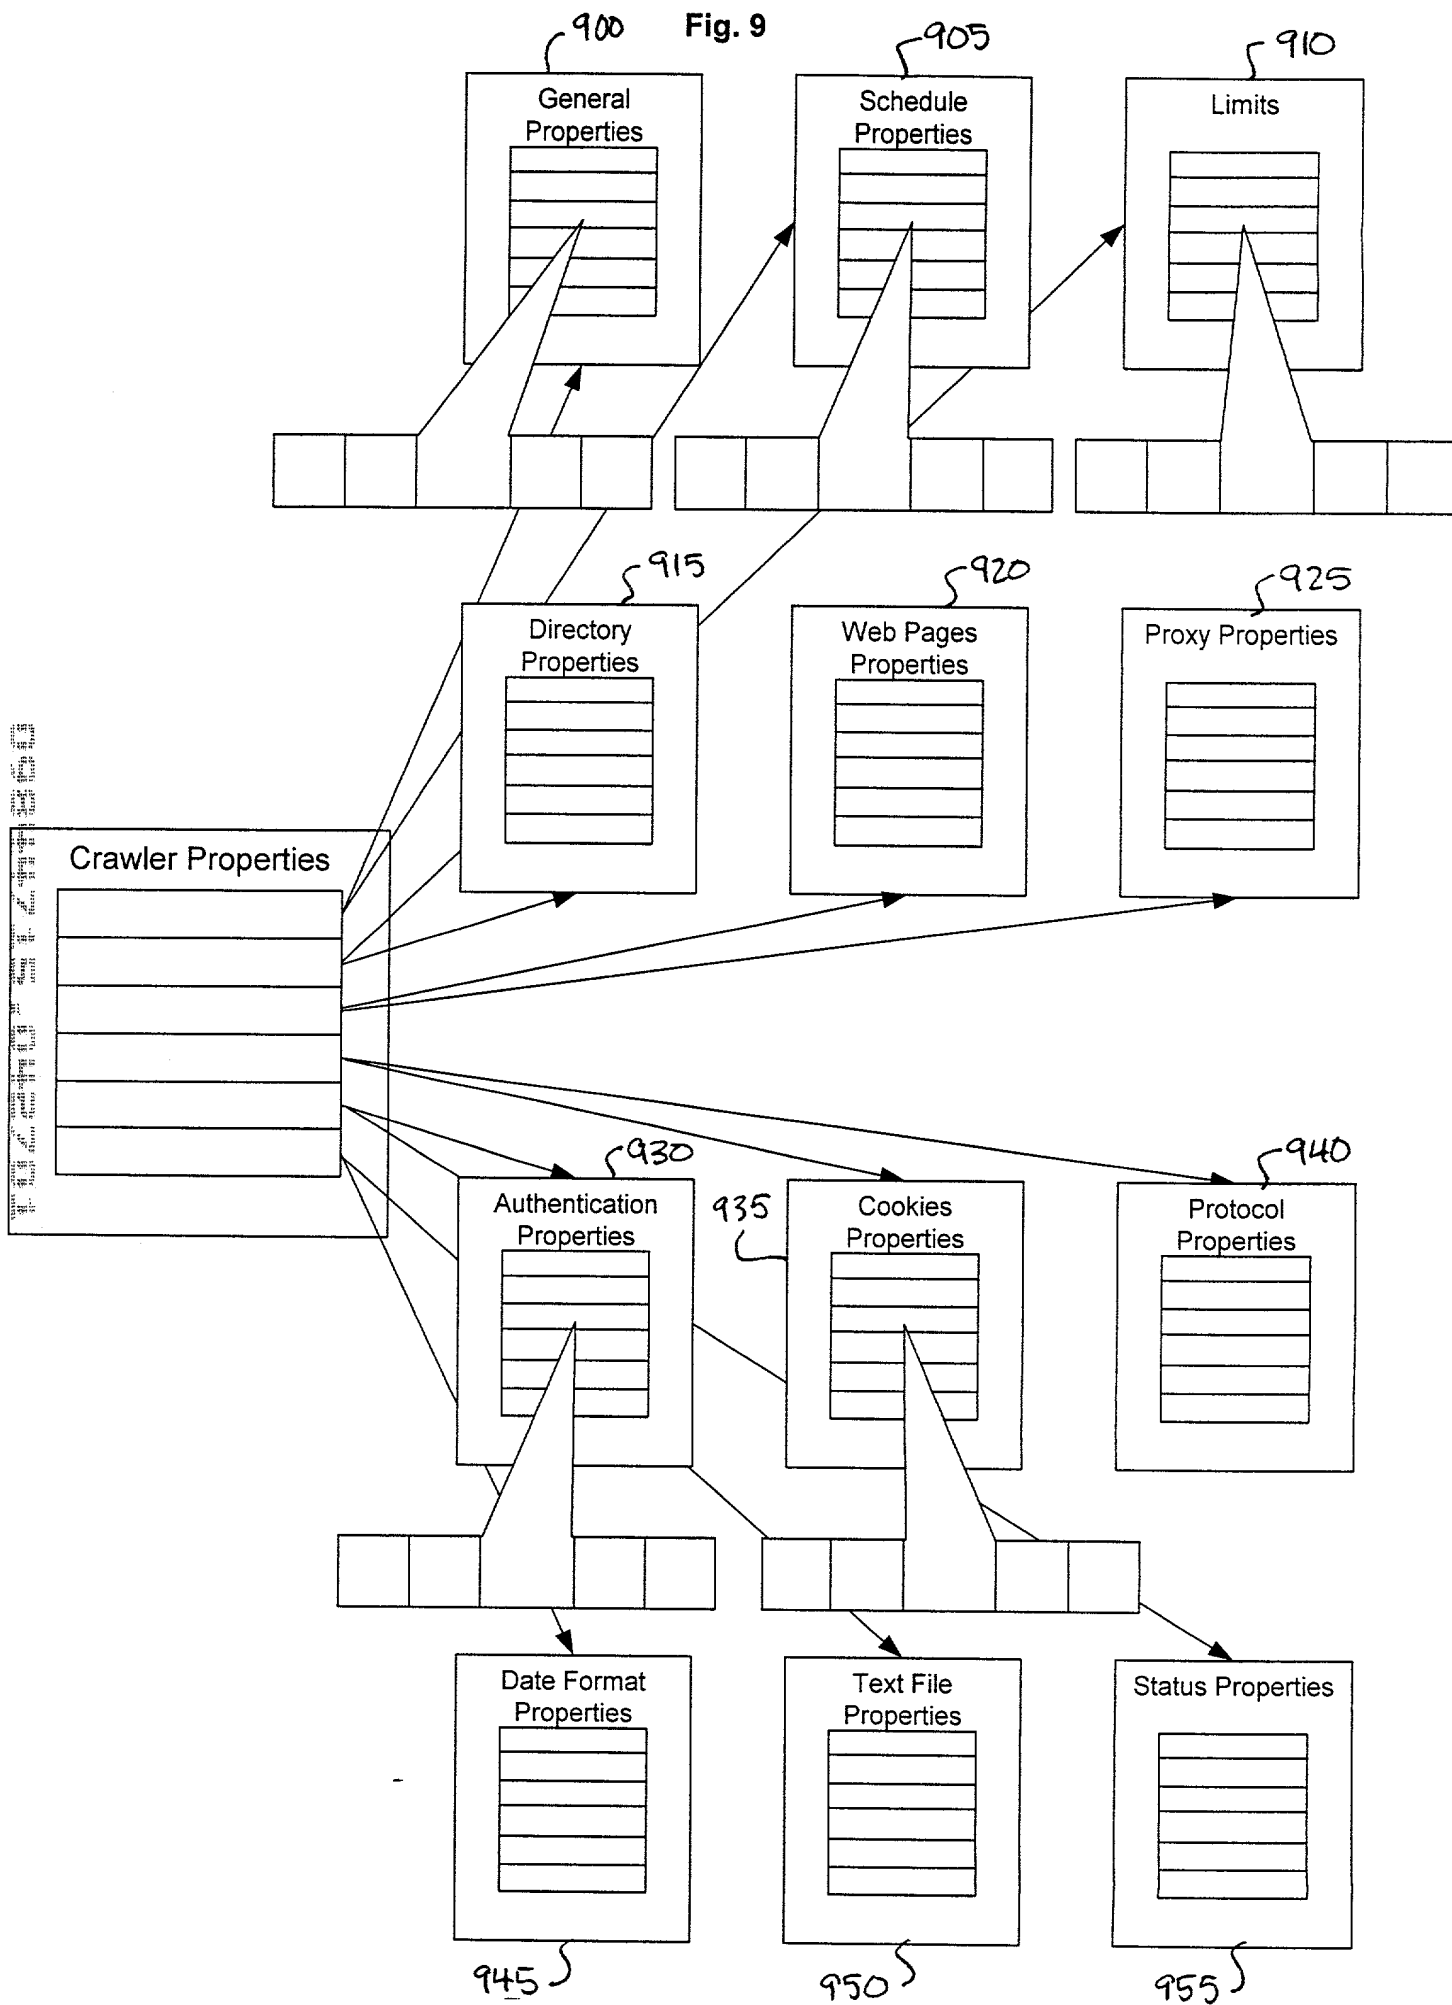 Fig. 9
900
905
910
General
Properties
Schedule
Properties
Limits
915
920
925
Directory
Properties
Web Pages
Properties
Proxy Properties
Crawler Properties
930
935
940
Authentication
Properties
Cookies
Properties
Protocol
Properties
Date Format
Properties
Text File
Properties
Status Properties
945
950
955